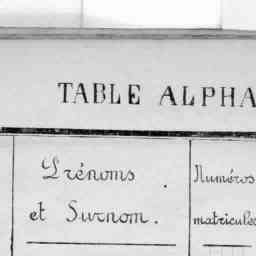 TABLE ALPHA
Prénoms
et Surnom.
Numéros
matricules